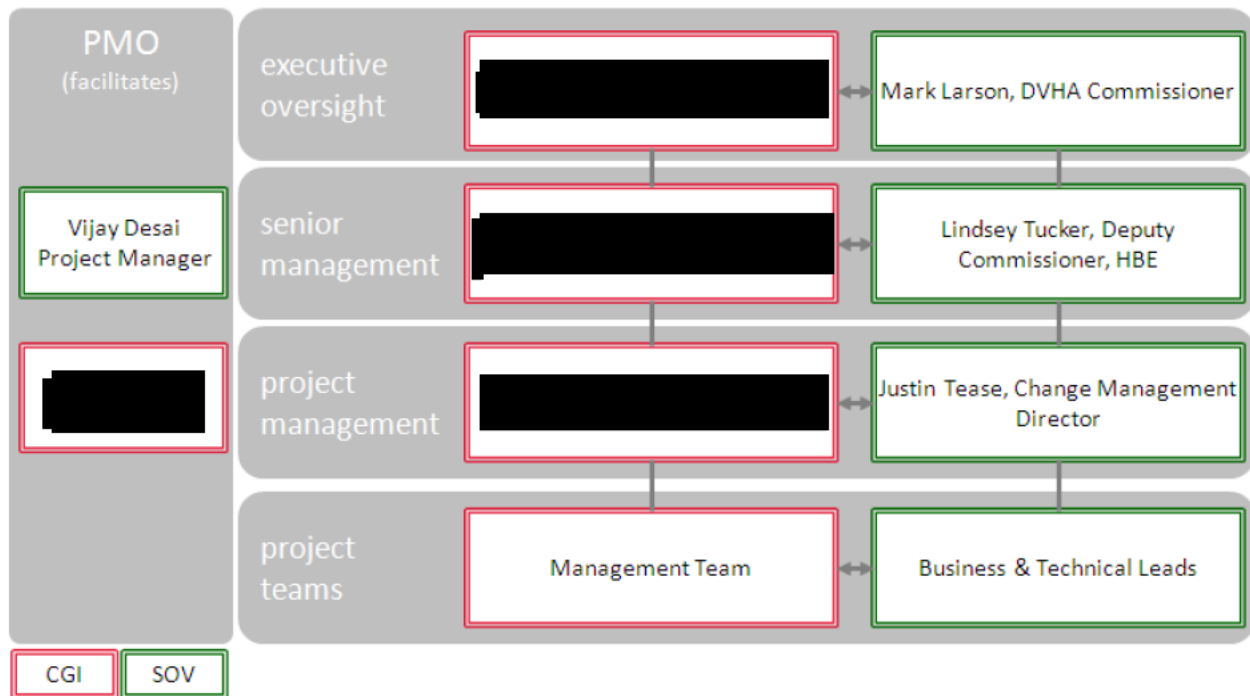 PMO
(facilitates)
Vijay Desai
Project Manager
executive
oversight
Mark Larson, DVHA Commissioner
senior
management
Lindsey Tucker, Deputy
Commissioner, HBE
project
management
Justin Tease, Change Management
Director
project
teams
Management Team
Business & Technical Leads
CGI
SOV